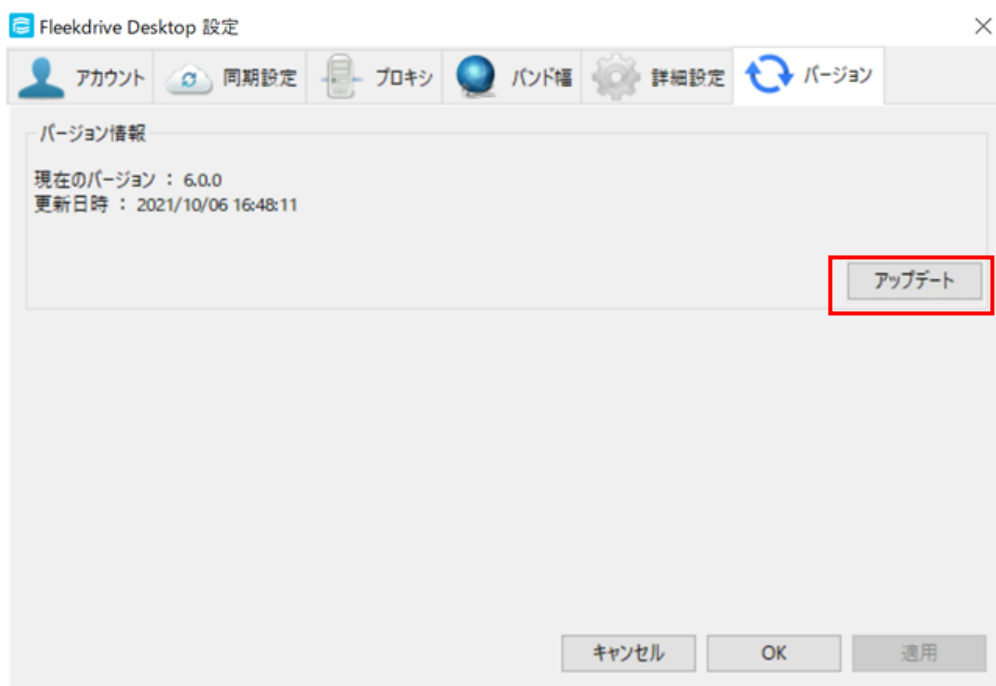 Fleekdrive Desktop 設定
アカウント 同期設定 プロキシ バンド幅 詳細設定 バージョン
バージョン情報
現在のバージョン : 6.0.0
更新日時 : 2021/10/06 16:48:11
アップデート
キャンセル OK 適用